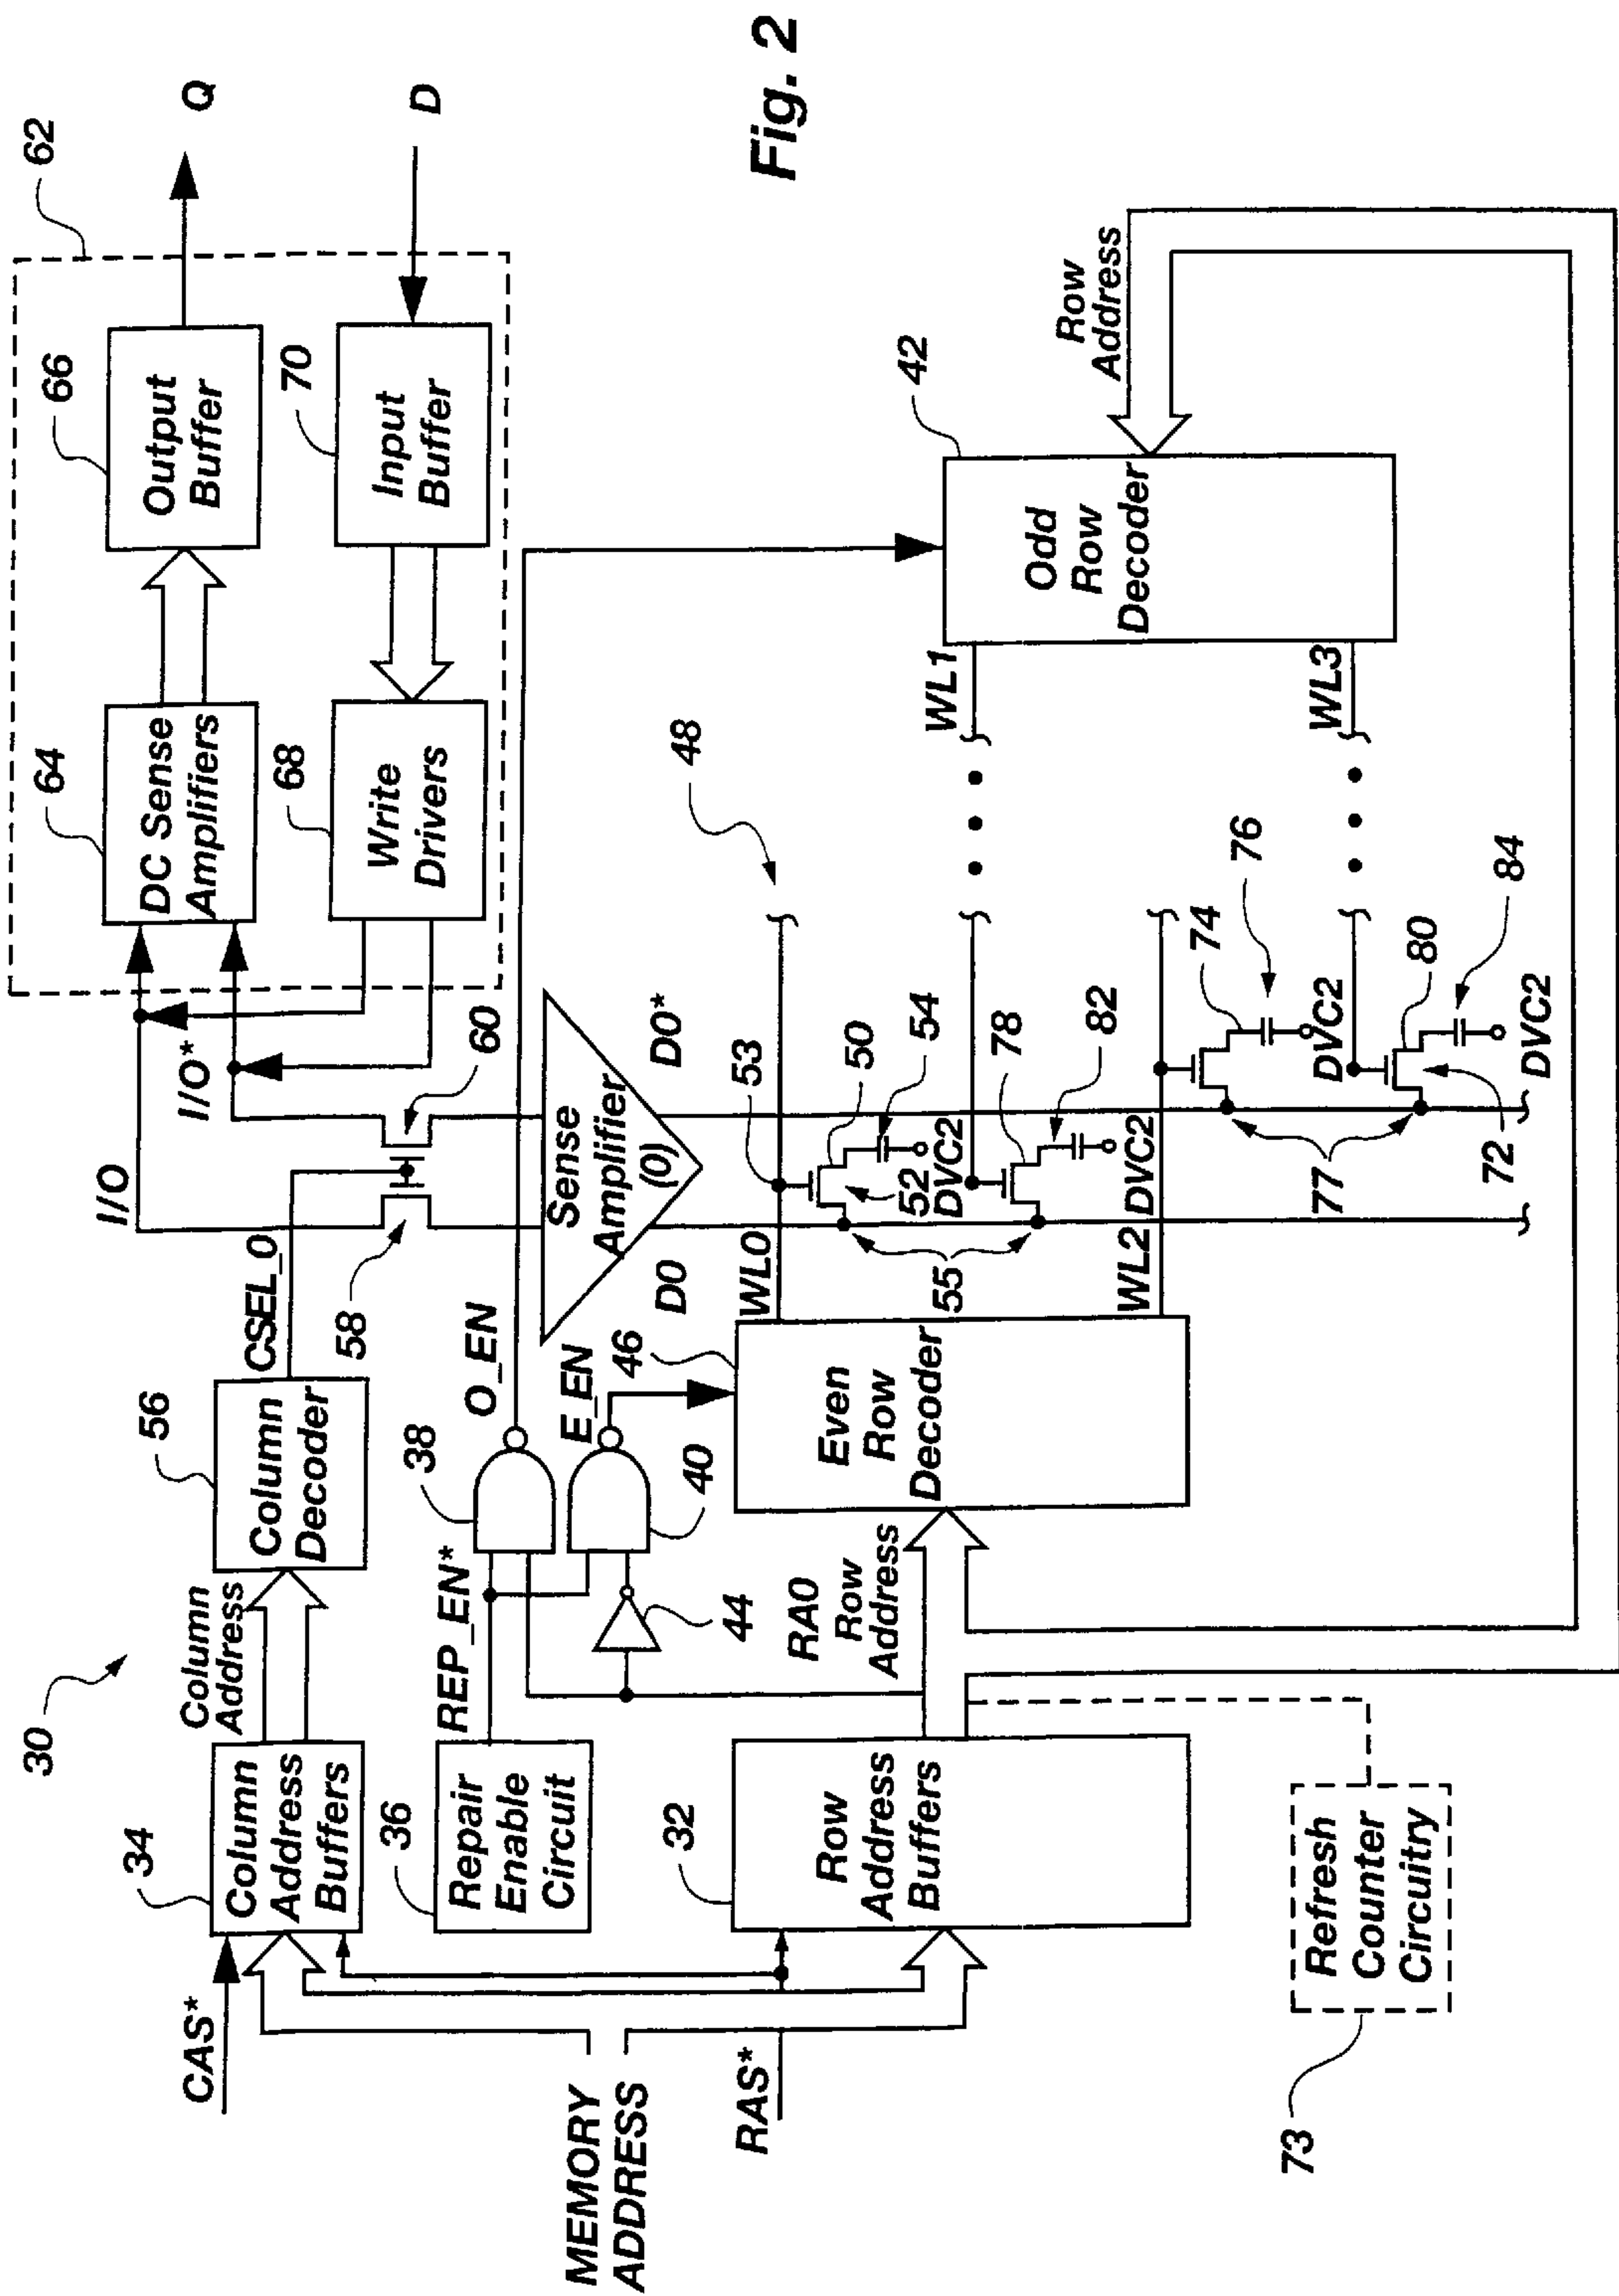 Fig. 2
30
62
34
Column
Address
Buffers
CAS*
Column
Address
56
Column
Decoder
CSEL_0
I/O
I/O*
64
DC Sense
Amplifiers
66
Output
Buffer
Q
58
60
68
Write
Drivers
70
Input
Buffer
D
36
Repair
Enable
Circuit
REP_EN*
38
O_EN
E_EN
40
44
46
MEMORY
ADDRESS
RAS*
32
Row
Address
Buffers
RA0
Row
Address
Even
Row
Decoder
Sense
Amplifier
(0)
D0
D0*
WL0
53
50
52
54
DVC2
48
WL1
55
78
82
DVC2
WL2
74
76
DVC2
77
72
80
84
DVC2
WL3
42
Odd
Row
Decoder
Row
Address
Refresh
Counter
Circuitry
73